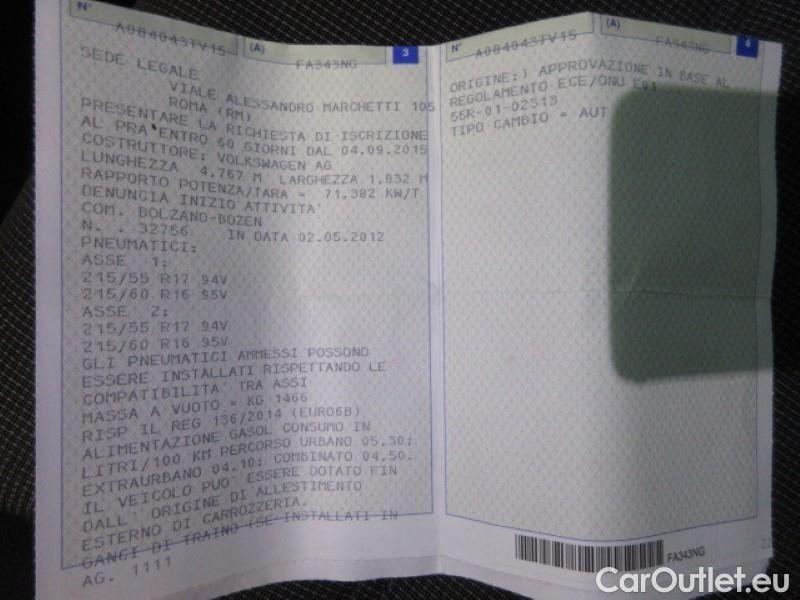 N°
A084043TV15
(A)
FA343NG
3
SEDE LEGALE
VIALE ALESSANDRO MARCHETTI 105
ROMA (RM)
PRESENTARE LA RICHIESTA DI ISCRIZIONE
AL PRA ENTRO 60 GIORNI DAL 04.09.2015
COSTRUTTORE: VOLKSWAGEN AG
LUNGHEZZA 4,767 M LARGHEZZA 1,832 M
RAPPORTO POTENZA/TARA = 71.382 KW/T
DENUNCIA INIZIO ATTIVITA'
COM. BOLZANO-BOZEN
N. . 32756 IN DATA 02.05.2012
PNEUMATICI:
ASSE 1:
215/55 R17 94V
215/60 R16 95V
ASSE 2:
215/55 R17 94V
215/60 R16 95V
GLI PNEUMATICI AMMESSI POSSONO
ESSERE INSTALLATI RISPETTANDO LE
COMPATIBILITA' TRA ASSI
MASSA A VUOTO = KG 1466
RISP IL REG 136/2014 (EURO6B)
ALIMENTAZIONE GASOL CONSUMO IN
LITRI/100 KM PERCORSO URBANO 05.30;
EXTRAURBANO 04.10; COMBINATO 04.50.
IL VEICOLO PUO' ESSERE DOTATO FIN
DALL' ORIGINE DI ALLESTIMENTO
ESTERNO DI CARROZZERIA.
GANCI DI TRAINO (SE INSTALLATI IN
AG. 1111
N°
A084043TV15
(A)
FA343NG
4
ORIGINE:) APPROVAZIONE IN BASE AL
REGOLAMENTO ECE/ONU E01
55R-01-02313
TIPO CAMBIO = AUT
FA343NG
CarOutlet.eu